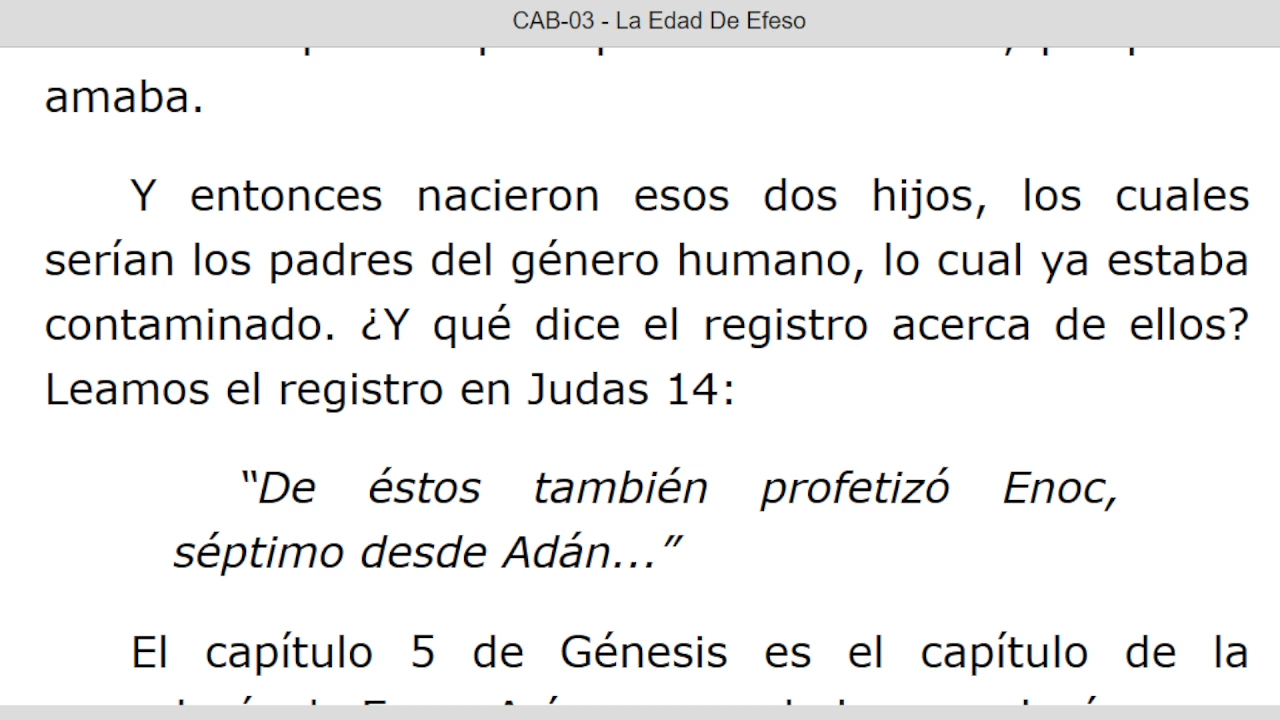 CAB-03 - La Edad De Efeso
amaba.
Y entonces nacieron esos dos hijos, los cuales
serían los padres del género humano, lo cual ya estaba
contaminado. ¿Y qué dice el registro acerca de ellos?
Leamos el registro en Judas 14:
“De éstos también profetizó Enoc,
séptimo desde Adán...”
El capítulo 5 de Génesis es el capítulo de la